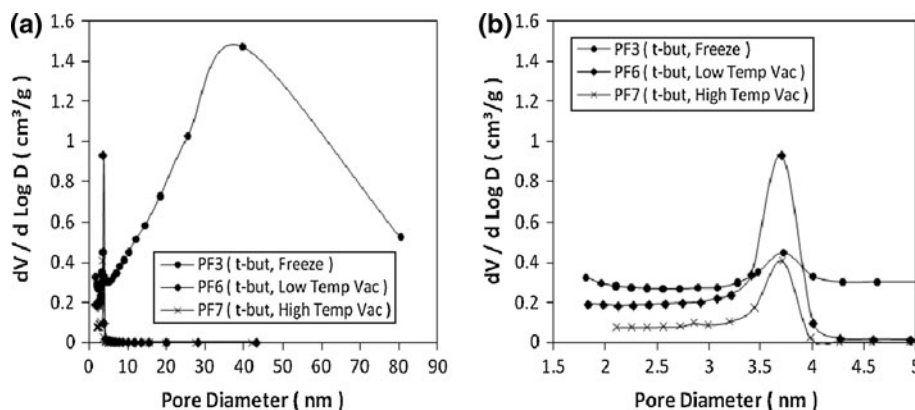 (a)
1.6
1.4
1.2
1
0.8
0.6
0.4
0.2
0
dV / d Log D ( cm³/g )
PF3 ( t-but, Freeze )
PF6 ( t-but, Low Temp Vac )
PF7 ( t-but, High Temp Vac )
0 10 20 30 40 50 60 70 80 90
Pore Diameter ( nm )
(b)
1.6
1.4
1.2
1
0.8
0.6
0.4
0.2
0
dV / d Log D ( cm³/g )
PF3 ( t-but, Freeze )
PF6 ( t-but, Low Temp Vac )
PF7 ( t-but, High Temp Vac )
1.5 2 2.5 3 3.5 4 4.5 5
Pore Diameter ( nm )